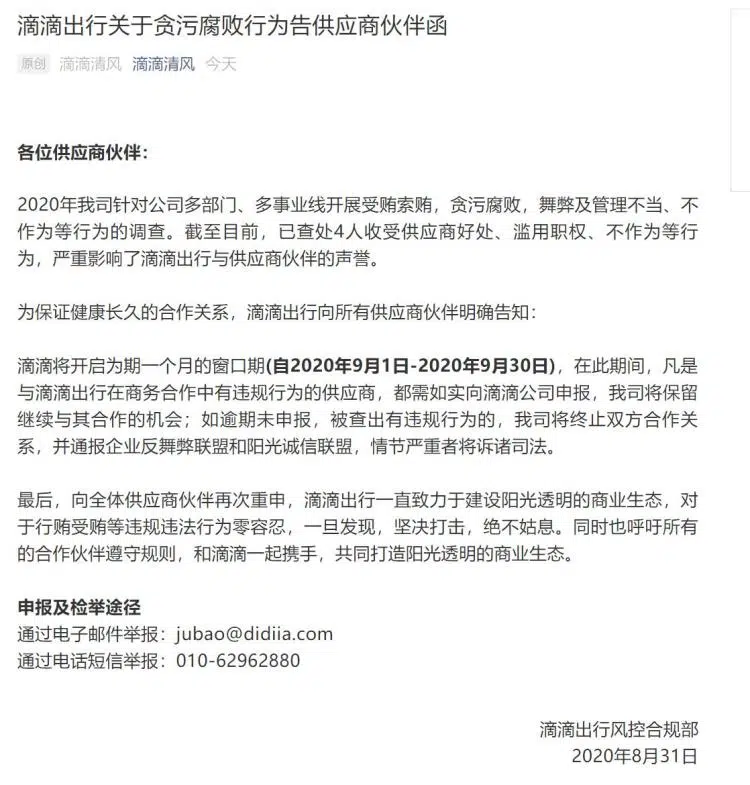 滴滴出行关于贪污腐败行为告供应商伙伴函
原创 滴滴清风 滴滴清风 今天
各位供应商伙伴：
2020年我司针对公司多部门、多事业线开展受贿索贿，贪污腐败，舞弊及管理不当、不
作为等行为的调查。截至目前，已查处4人收受供应商好处、滥用职权、不作为等行
为，严重影响了滴滴出行与供应商伙伴的声誉。
为保证健康长久的合作关系，滴滴出行向所有供应商伙伴明确告知：
滴滴将开启为期一个月的窗口期(自2020年9月1日-2020年9月30日)，在此期间，凡是
与滴滴出行在商务合作中有违规行为的供应商，都需如实向滴滴公司申报，我司将保留
继续与其合作的机会；如逾期未申报，被查出有违规行为的，我司将终止双方合作关
系，并通报企业反舞弊联盟和阳光诚信联盟，情节严重者将诉诸司法。
最后，向全体供应商伙伴再次重申，滴滴出行一直致力于建设阳光透明的商业生态，对
于行贿受贿等违规违法行为零容忍，一旦发现，坚决打击，绝不姑息。同时也呼吁所有
的合作伙伴遵守规则，和滴滴一起携手，共同打造阳光透明的商业生态。
申报及检举途径
通过电子邮件举报：jubao@didiia.com
通过电话短信举报：010-62962880
滴滴出行风控合规部
2020年8月31日